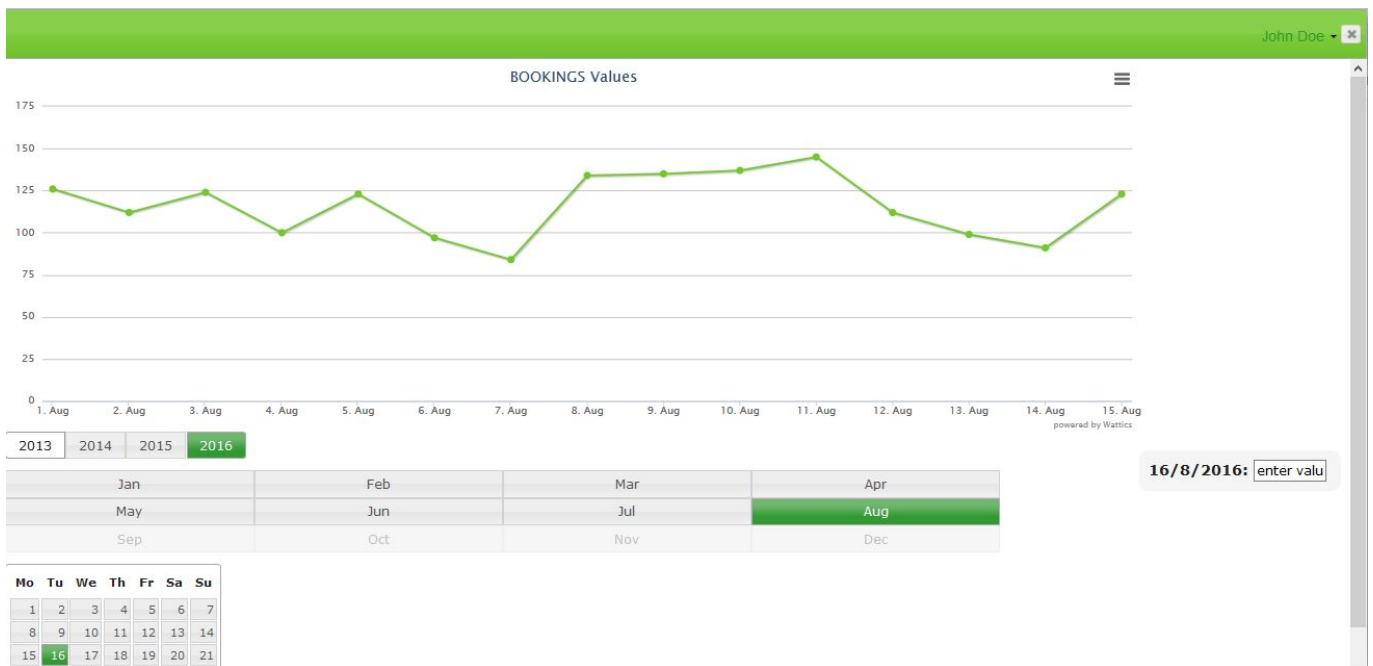 John Doe
BOOKINGS Values
175
150
125
100
75
50
25
0
1. Aug 2. Aug 3. Aug 4. Aug 5. Aug 6. Aug 7. Aug 8. Aug 9. Aug 10. Aug 11. Aug 12. Aug 13. Aug 14. Aug 15. Aug
powered by Wattics
2013 2014 2015 2016
16/8/2016: enter valu
Jan Feb Mar Apr
May Jun Jul Aug
Sep Oct Nov Dec
Mo Tu We Th Fr Sa Su
1 2 3 4 5 6 7
8 9 10 11 12 13 14
15 16 17 18 19 20 21